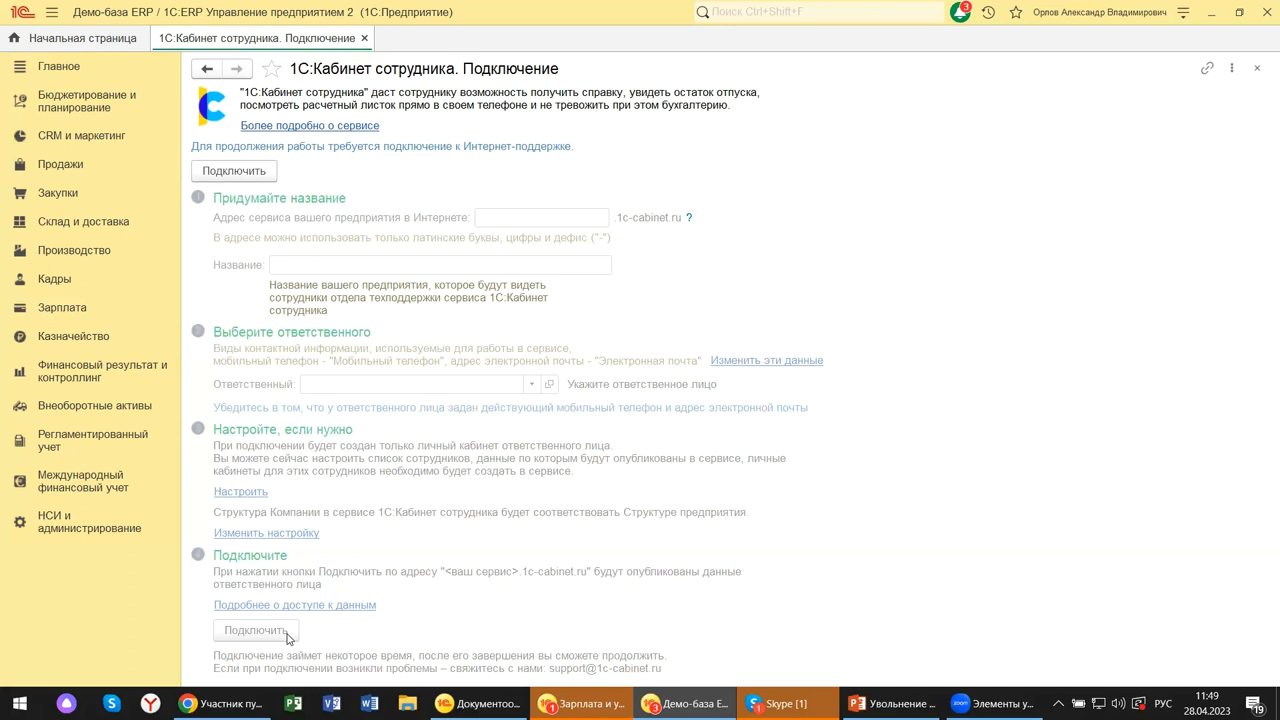 Демо-база ERP / 1С:ERP Управление предприятием 2 (1С:Предприятие)
Поиск Ctrl+Shift+F
3
Орлов Александр Владимирович
Начальная страница
1С:Кабинет сотрудника. Подключение ×
Главное
Бюджетирование и
планирование
CRM и маркетинг
Продажи
Закупки
Склад и доставка
Производство
Кадры
Зарплата
Казначейство
Финансовый результат и
контроллинг
Внеоборотные активы
Регламентированный
учет
Международный
финансовый учет
НСИ и
администрирование
1С:Кабинет сотрудника. Подключение
"1С:Кабинет сотрудника" даст сотруднику возможность получить справку, увидеть остаток отпуска,
посмотреть расчетный листок прямо в своем телефоне и не тревожить при этом бухгалтерию.
Более подробно о сервисе
Для продолжения работы требуется подключение к Интернет-поддержке.
Подключить
1 Придумайте название
Адрес сервиса вашего предприятия в Интернете: .1c-cabinet.ru ?
В адресе можно использовать только латинские буквы, цифры и дефис ("-")
Название:
Название вашего предприятия, которое будут видеть
сотрудники отдела техподдержки сервиса 1С:Кабинет
сотрудника
2 Выберите ответственного
Виды контактной информации, используемые для работы в сервисе,
мобильный телефон - "Мобильный телефон", адрес электронной почты - "Электронная почта" Изменить эти данные
Ответственный: Укажите ответственное лицо
Убедитесь в том, что у ответственного лица задан действующий мобильный телефон и адрес электронной почты
3 Настройте, если нужно
При подключении будет создан только личный кабинет ответственного лица.
Вы можете сейчас настроить список сотрудников, данные по которым будут опубликованы в сервисе, личные
кабинеты для этих сотрудников необходимо будет создать в сервисе.
Настроить
Структура Компании в сервисе 1С:Кабинет сотрудника будет соответствовать Структуре предприятия.
Изменить настройку
4 Подключите
При нажатии кнопки Подключить по адресу "<ваш сервис>.1c-cabinet.ru" будут опубликованы данные
ответственного лица
Подробнее о доступе к данным
Подключить
Подключение займет некоторое время, после его завершения вы сможете продолжить.
Если при подключении возникли проблемы – свяжитесь с нами: support@1c-cabinet.ru
Участник пу...
Документоо...
1 Зарплата и у...
3 Демо-база E...
1 Skype [1]
Увольнение ...
Элементы у...
РУС
11:49
28.04.2023
19